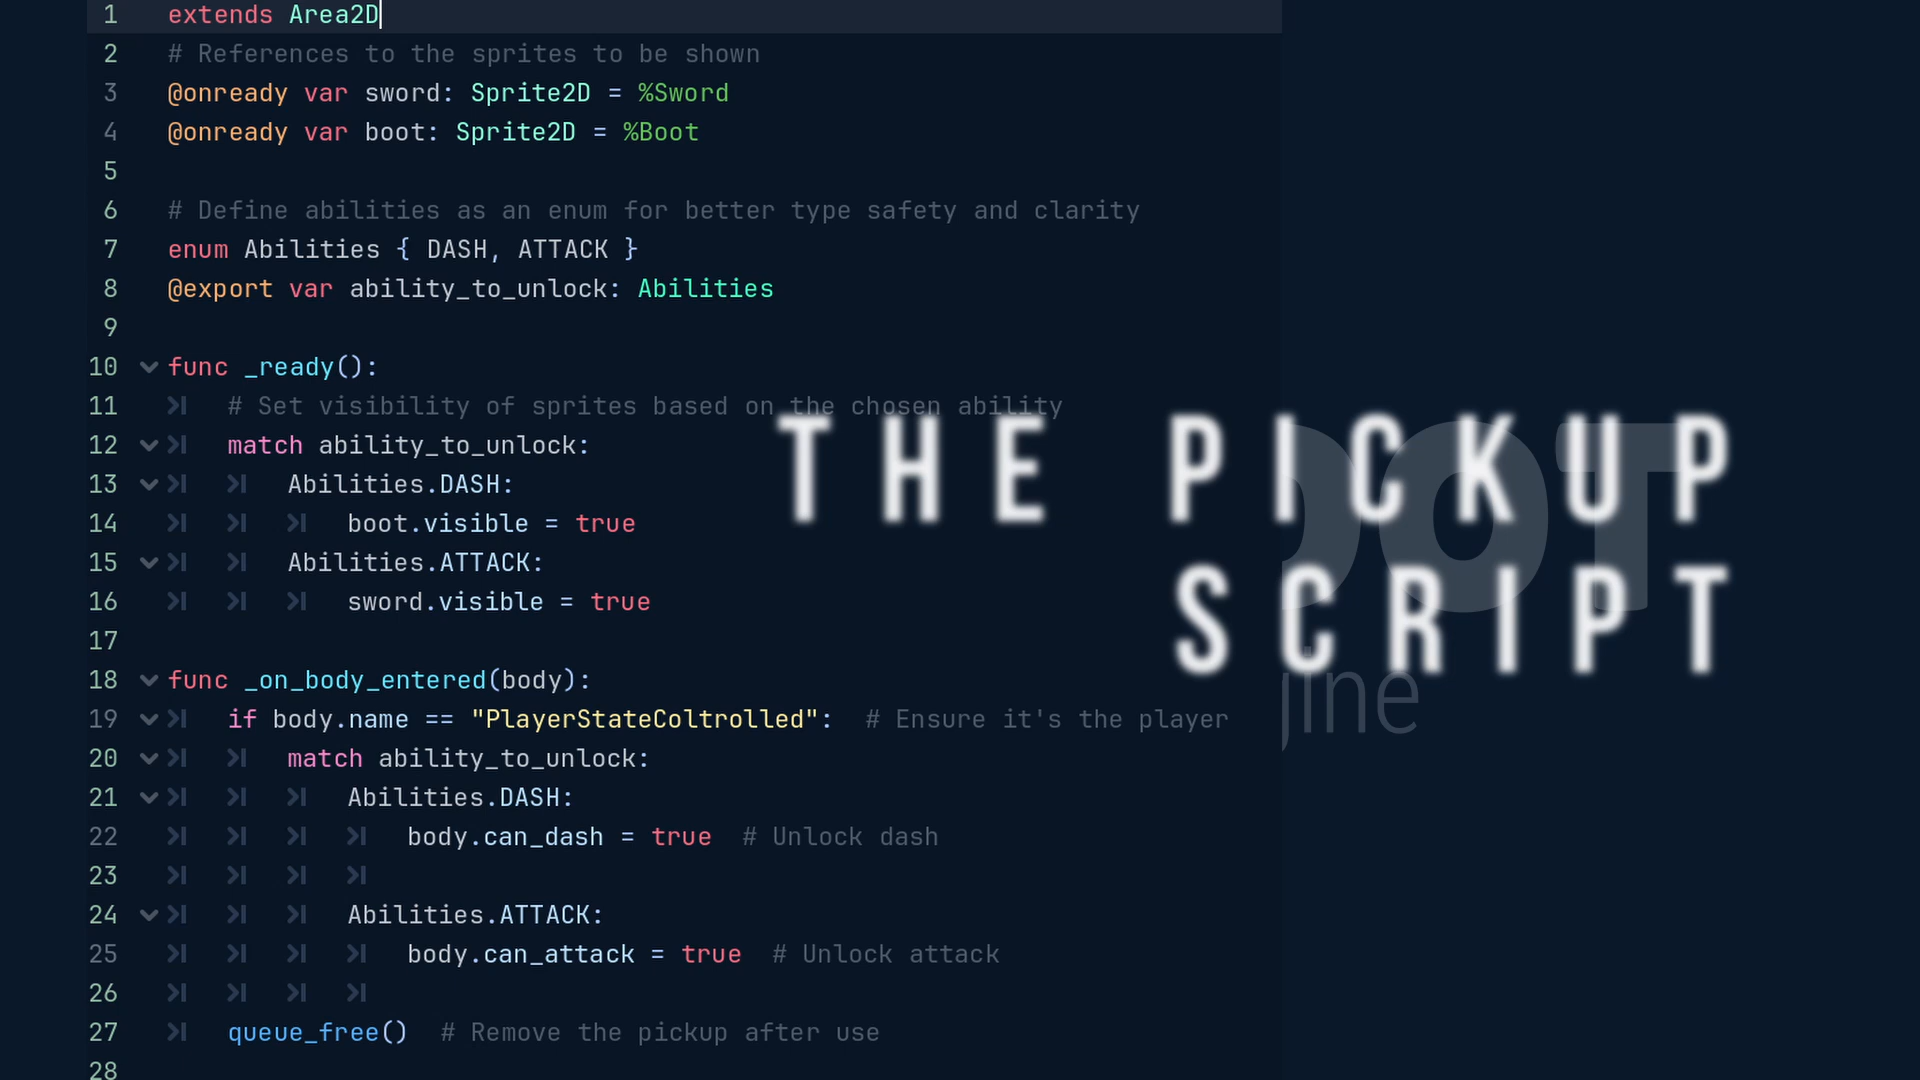 1 extends Area2D
2 # References to the sprites to be shown
3 @onready var sword: Sprite2D = %Sword
4 @onready var boot: Sprite2D = %Boot
5
6 # Define abilities as an enum for better type safety and clarity
7 enum Abilities { DASH, ATTACK }
8 @export var ability_to_unlock: Abilities
9
10 func _ready():
11 # Set visibility of sprites based on the chosen ability
12 match ability_to_unlock:
13 Abilities.DASH:
14 boot.visible = true
15 Abilities.ATTACK:
16 sword.visible = true
17
18 func _on_body_entered(body):
19 if body.name == "PlayerStateColtrolled": # Ensure it's the player
20 match ability_to_unlock:
21 Abilities.DASH:
22 body.can_dash = true # Unlock dash
23
24 Abilities.ATTACK:
25 body.can_attack = true # Unlock attack
26
27 queue_free() # Remove the pickup after use
28
THE PICKUP
SCRIPT